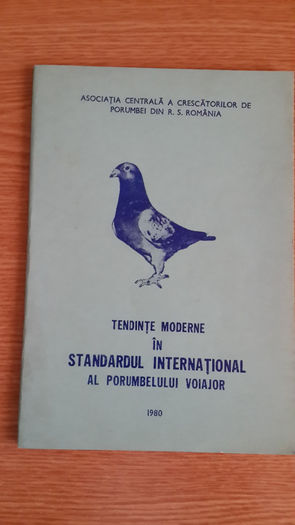 ASOCIAȚIA CENTRALĂ A CRESCĂTORILOR DE
PORUMBEI DIN R. S. ROMÂNIA
TENDINȚE MODERNE
ÎN
STANDARDUL INTERNAȚIONAL
AL PORUMBELULUI VOIAJOR
1980